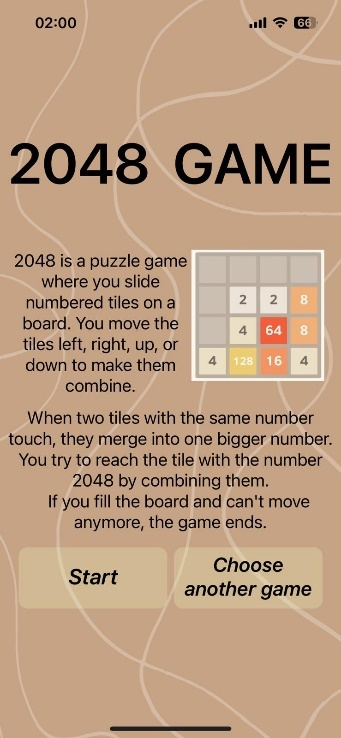 02:00
66
2048 GAME
2048 is a puzzle game
where you slide
numbered tiles on a
board. You move the
tiles left, right, up, or
down to make them
combine.
2 2 8
4 64 8
4 128 16 4
When two tiles with the same number
touch, they merge into one bigger number.
You try to reach the tile with the number
2048 by combining them.
If you fill the board and can't move
anymore, the game ends.
Start
Choose
another game